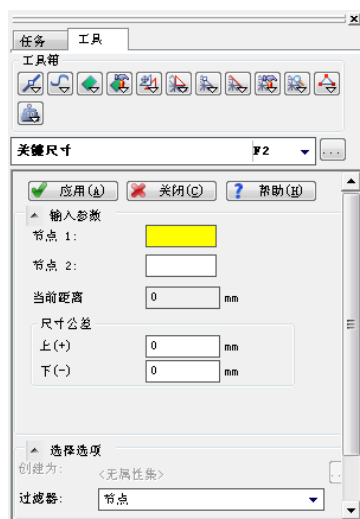 任务 工具
工具箱
关键尺寸 F2 ...
应用(A) 关闭(C) ? 帮助(H)
输入参数
节点 1:
节点 2:
当前距离 0 mm
尺寸公差
上(+) 0 mm
下(-) 0 mm
选择选项
创建为: <无属性集>
过滤器: 节点